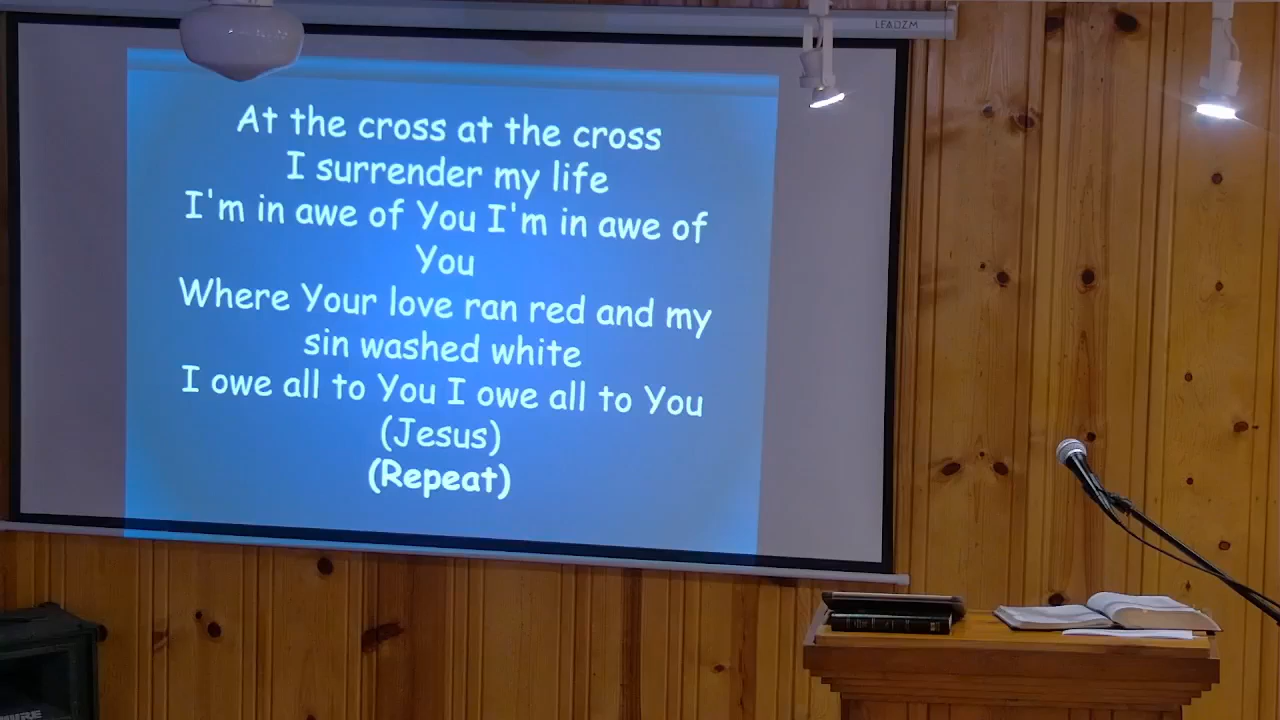 LEADZM
At the cross at the cross
I surrender my life
I'm in awe of You I'm in awe of
You
Where Your love ran red and my
sin washed white
I owe all to You I owe all to You
(Jesus)
(Repeat)